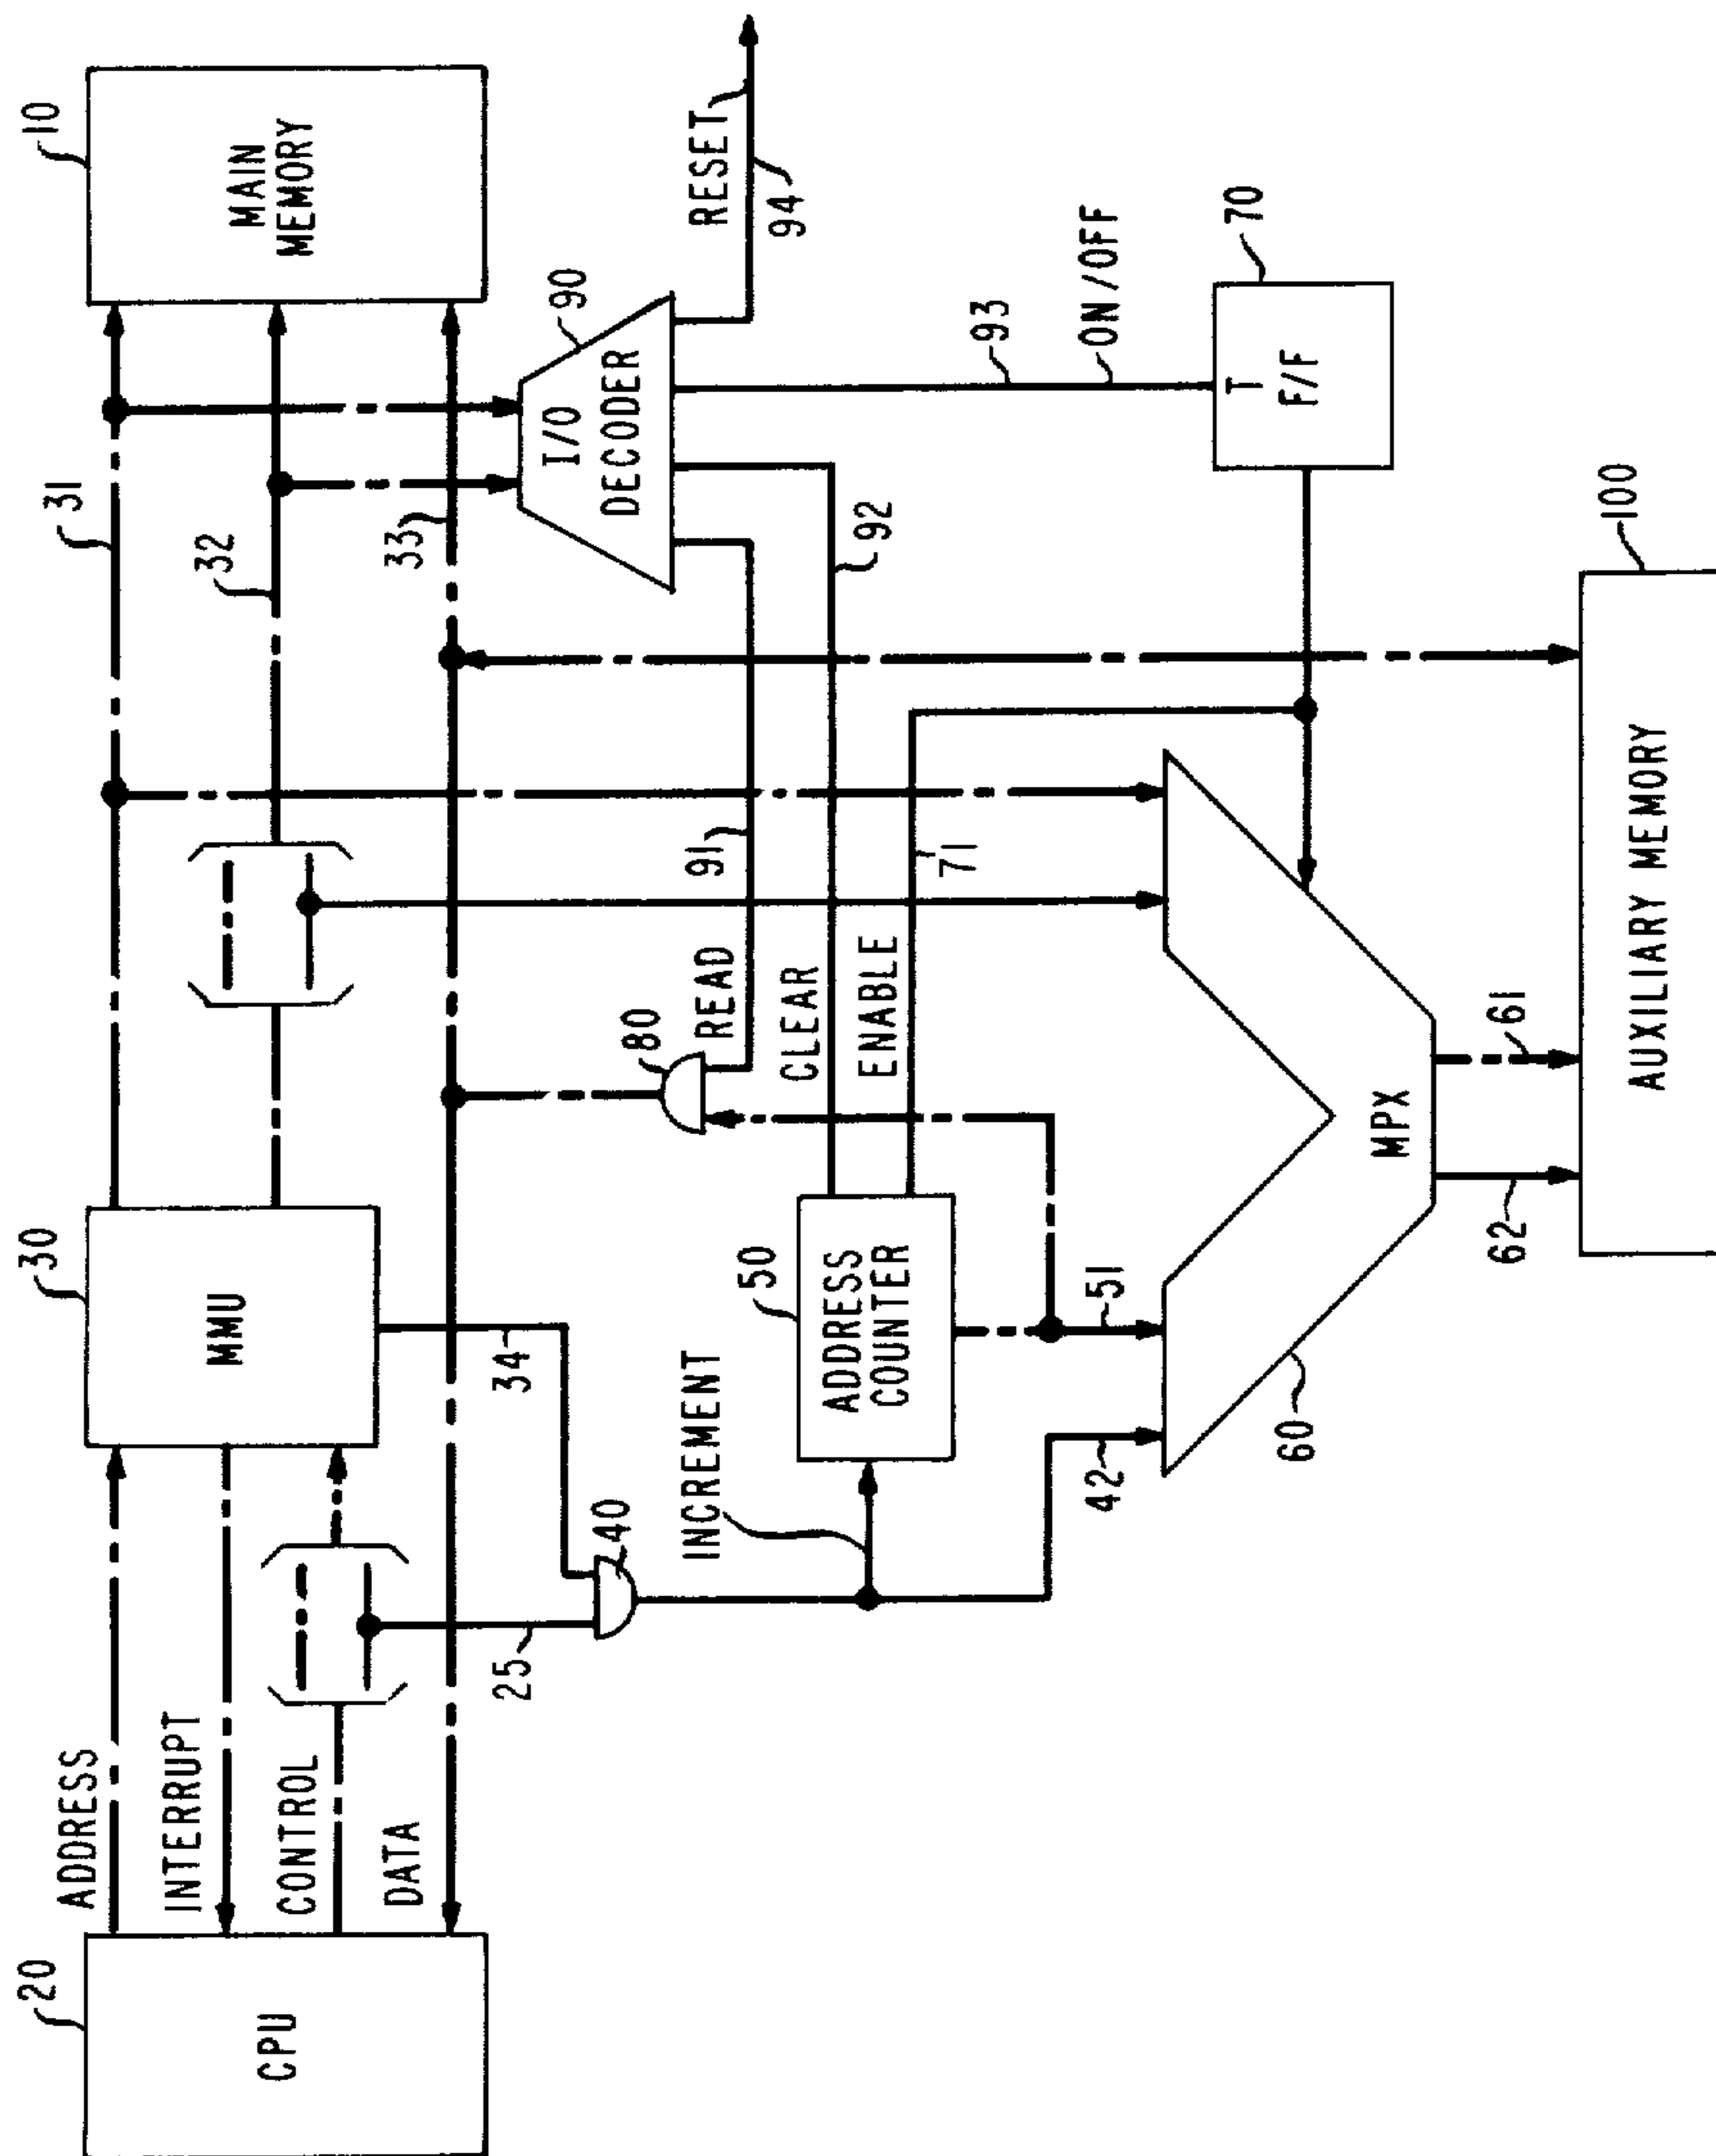 20
CPU
ADDRESS
INTERRUPT
CONTROL
DATA
30
MMU
31
32
33
10
MAIN
MEMORY
25
34
40
INCREMENT
50
ADDRESS
COUNTER
80
READ
91
CLEAR
92
ENABLE
71
I/O
DECODER
90
RESET
94
93
ON/OFF
T
F/F
70
42
51
60
MPX
62
61
AUXILIARY MEMORY
100